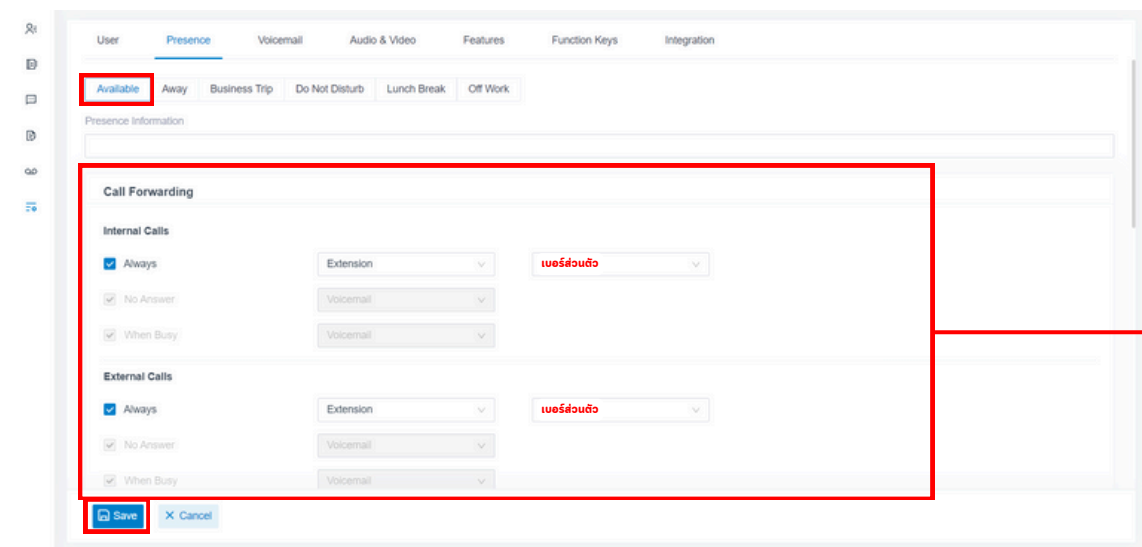 User Presence Voicemail Audio & Video Features Function Keys Integration
Available Away Business Trip Do Not Disturb Lunch Break Off Work
Presence Information
Call Forwarding
Internal Calls
Always Extension เบอร์ส่วนตัว
No Answer Voicemail
When Busy Voicemail
External Calls
Always Extension เบอร์ส่วนตัว
No Answer Voicemail
When Busy Voicemail
Save Cancel